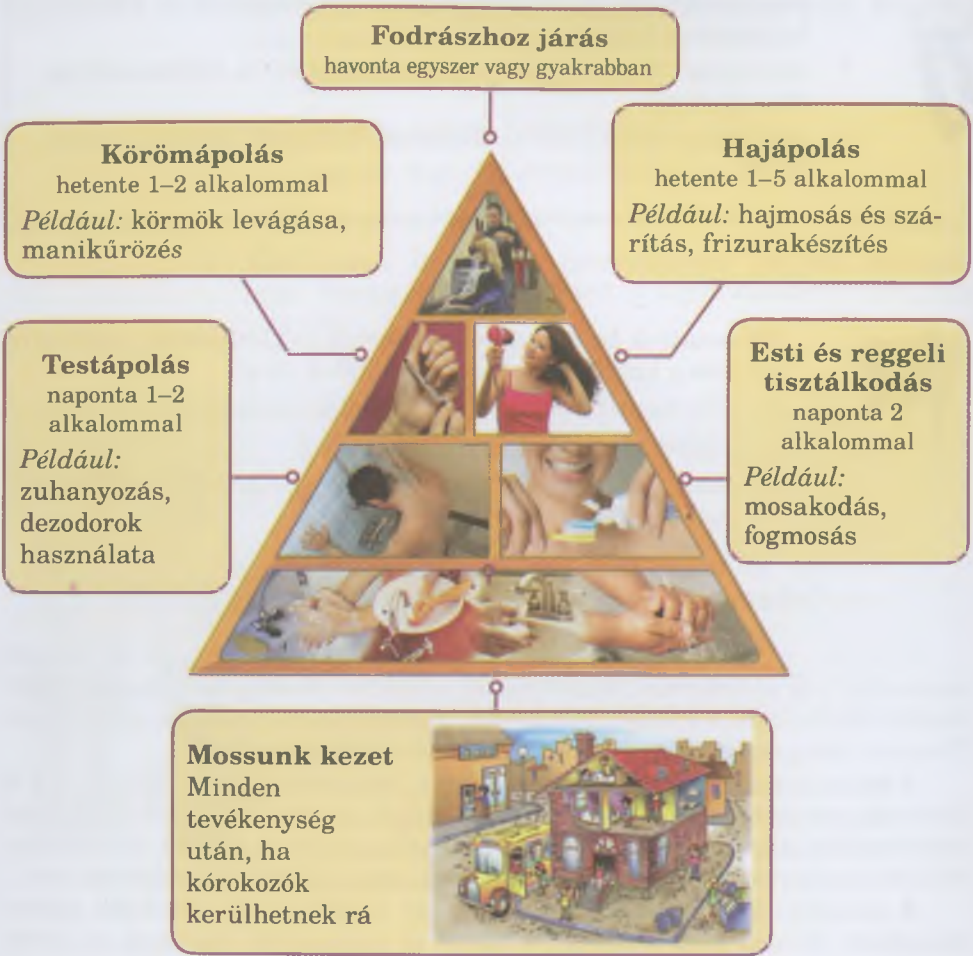 Fodrászhoz járás
havonta egyszer vagy gyakrabban
Körömápolás
hetente 1–2 alkalommal
Például: körmök levágása,
manikűrözés
Hajápolás
hetente 1–5 alkalommal
Például: hajmosás és szá-
rítás, frizurakészítés
Testápolás
naponta 1–2
alkalommal
Például:
zuhanyozás,
dezodorok
használata
Esti és reggeli
tisztálkodás
naponta 2
alkalommal
Például:
mosakodás,
fogmosás
Mossunk kezet
Minden
tevékenység
után, ha
kórokozók
kerülhetnek rá